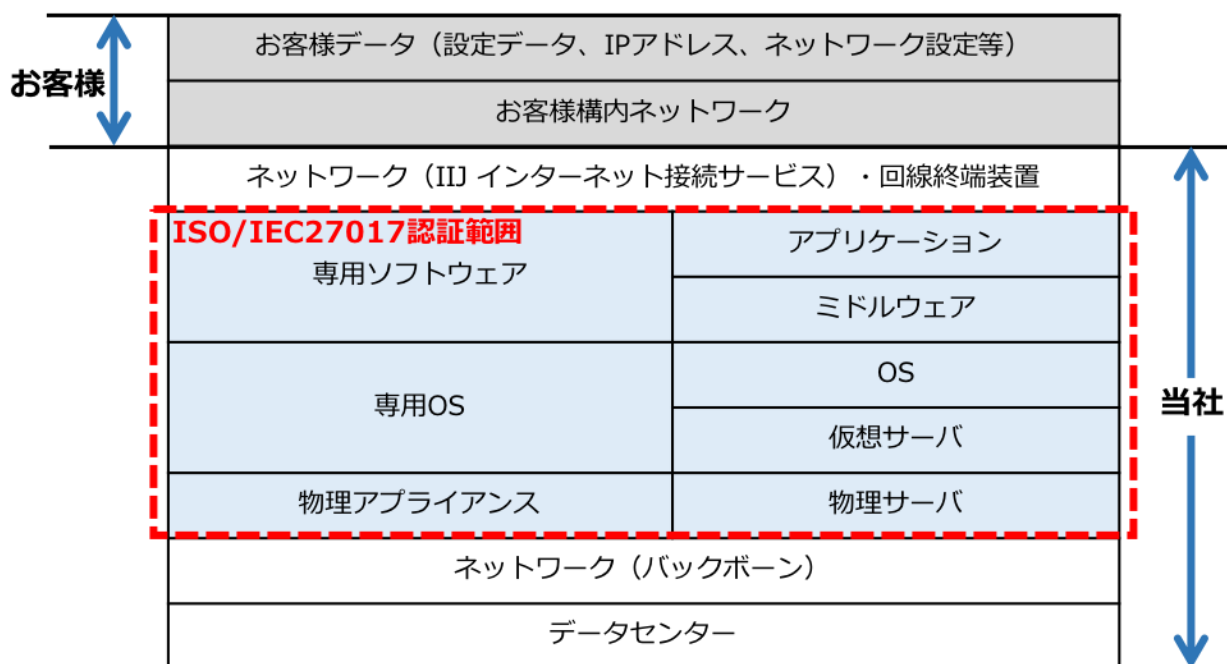 お客様データ（設定データ、IPアドレス、ネットワーク設定等）
お客様
お客様構内ネットワーク
ネットワーク（IIJ インターネット接続サービス）・回線終端装置
ISO/IEC27017認証範囲
専用ソフトウェア
アプリケーション
ミドルウェア
専用OS
OS
仮想サーバ
当社
物理アプライアンス
物理サーバ
ネットワーク（バックボーン）
データセンター